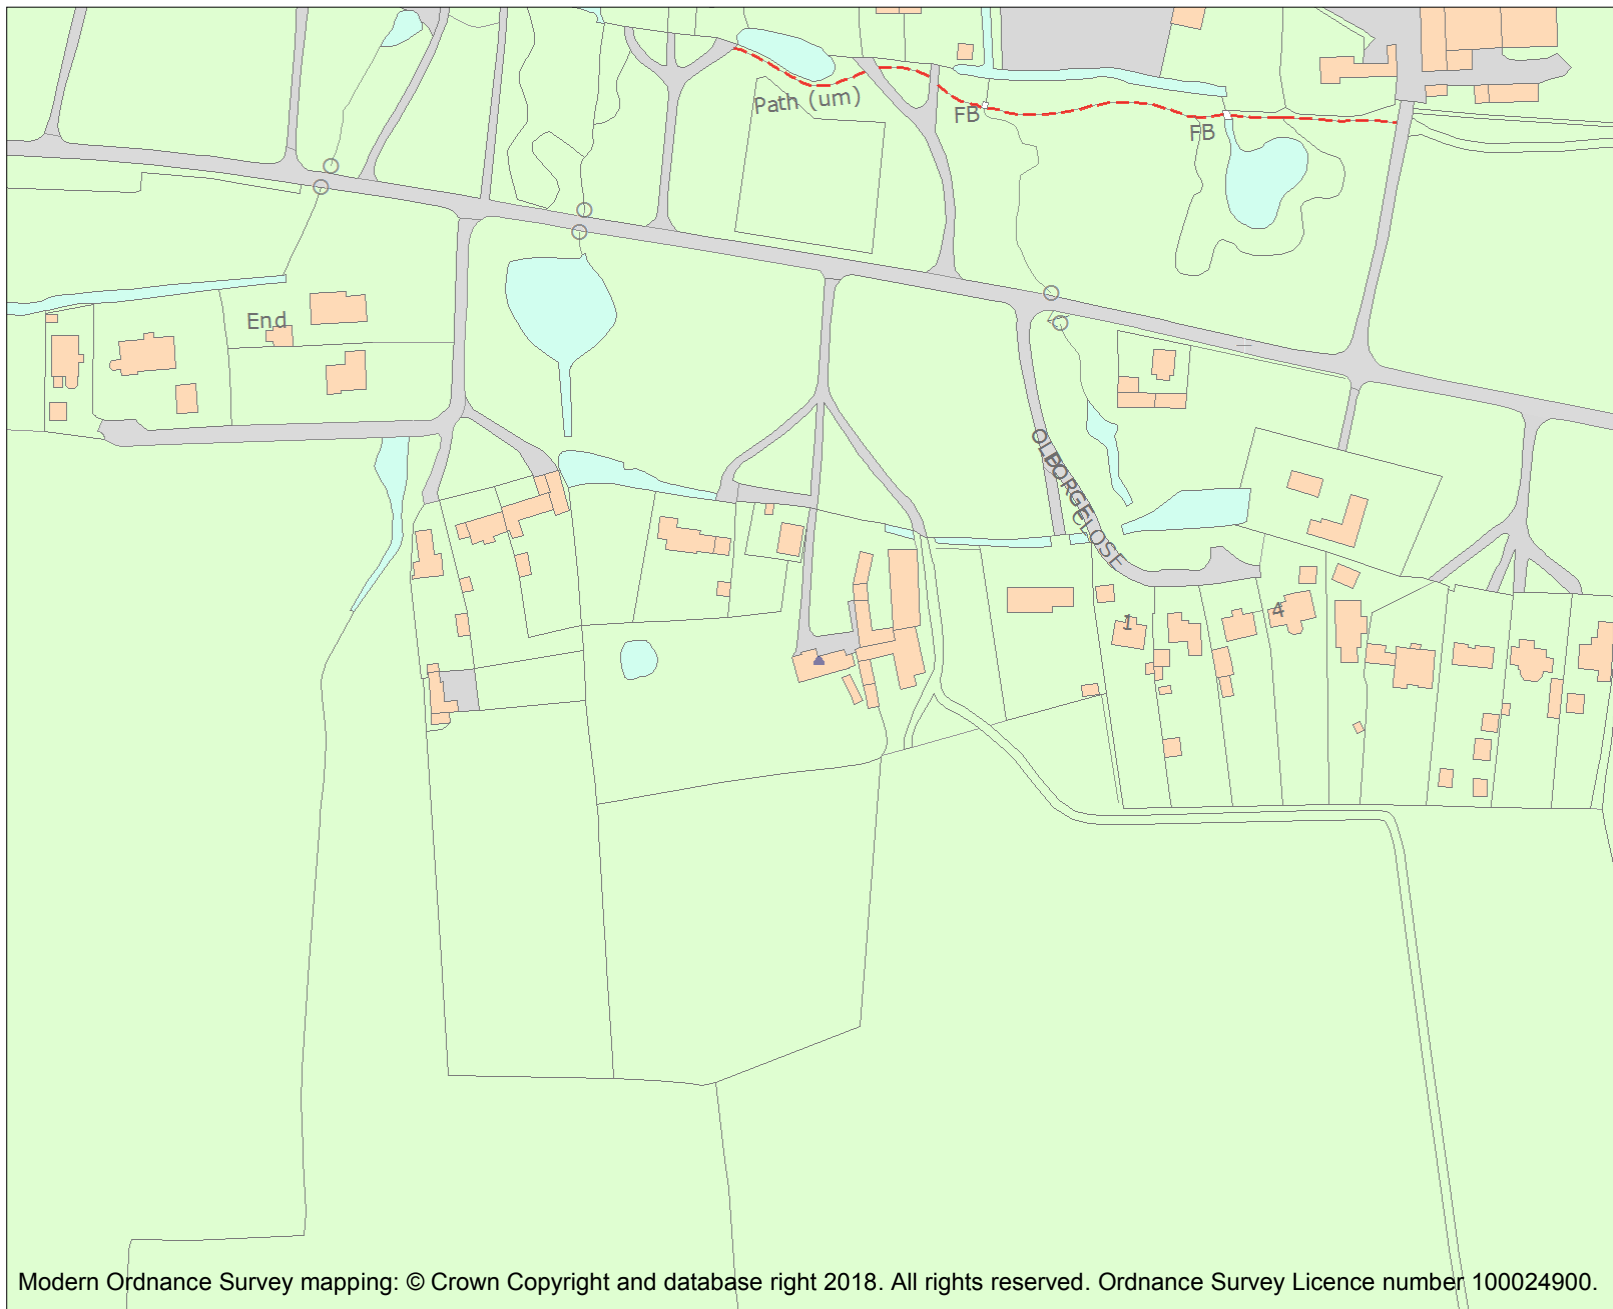 Path (um)
FB
FB
End
OLD FORGE CLOSE
1
4
Modern Ordnance Survey mapping: © Crown Copyright and database right 2018. All rights reserved. Ordnance Survey Licence number 100024900.